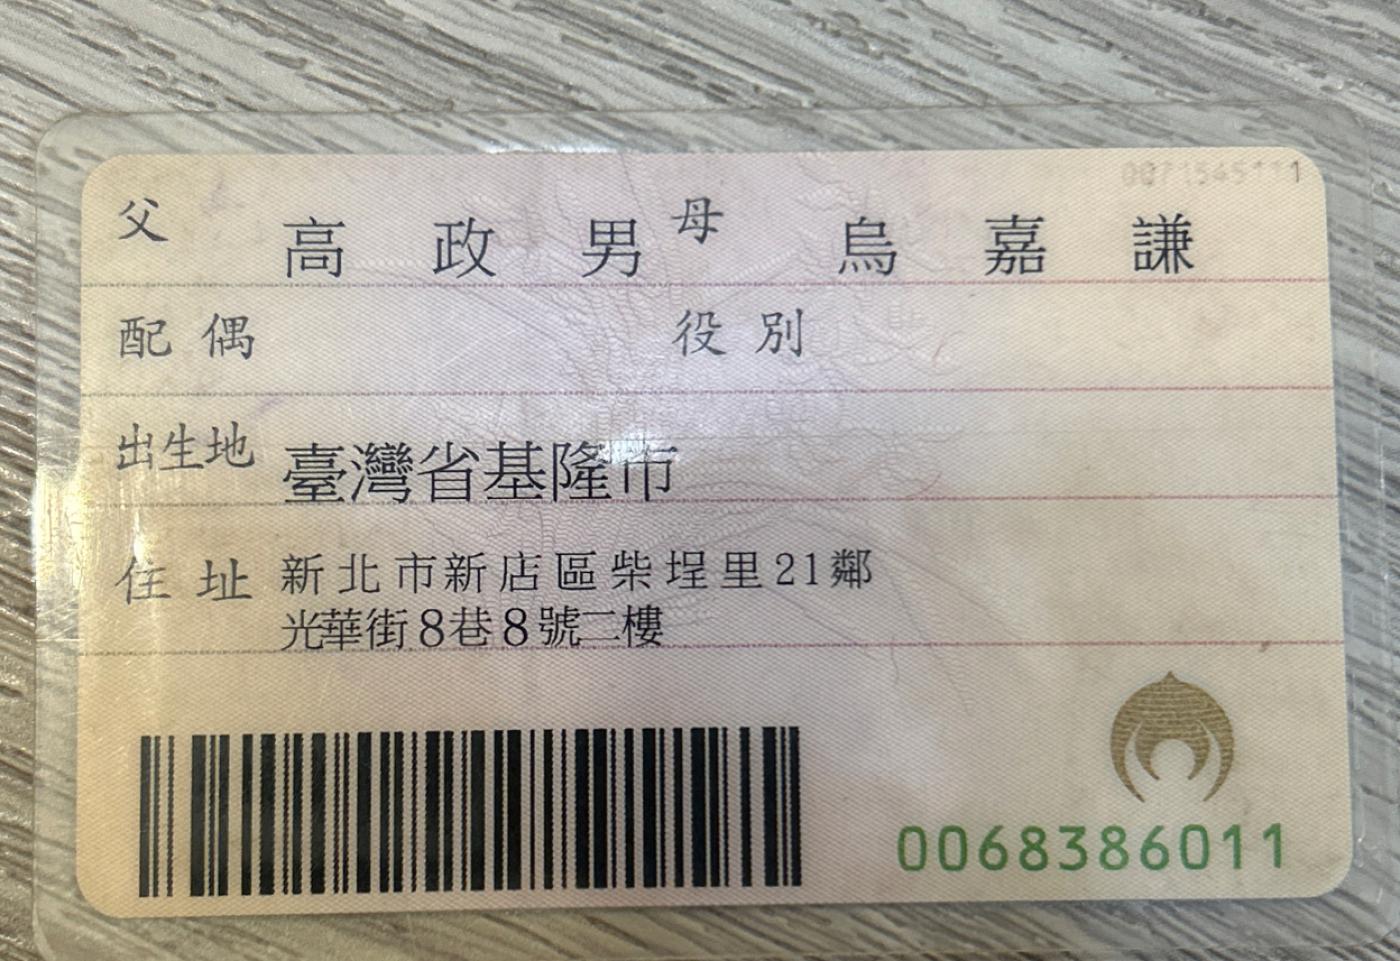 父 高政男 母 烏嘉謙
配偶 役別
出生地 臺灣省基隆市
住址 新北市新店區柴埕里21鄰
光華街8巷8號二樓
0068386011